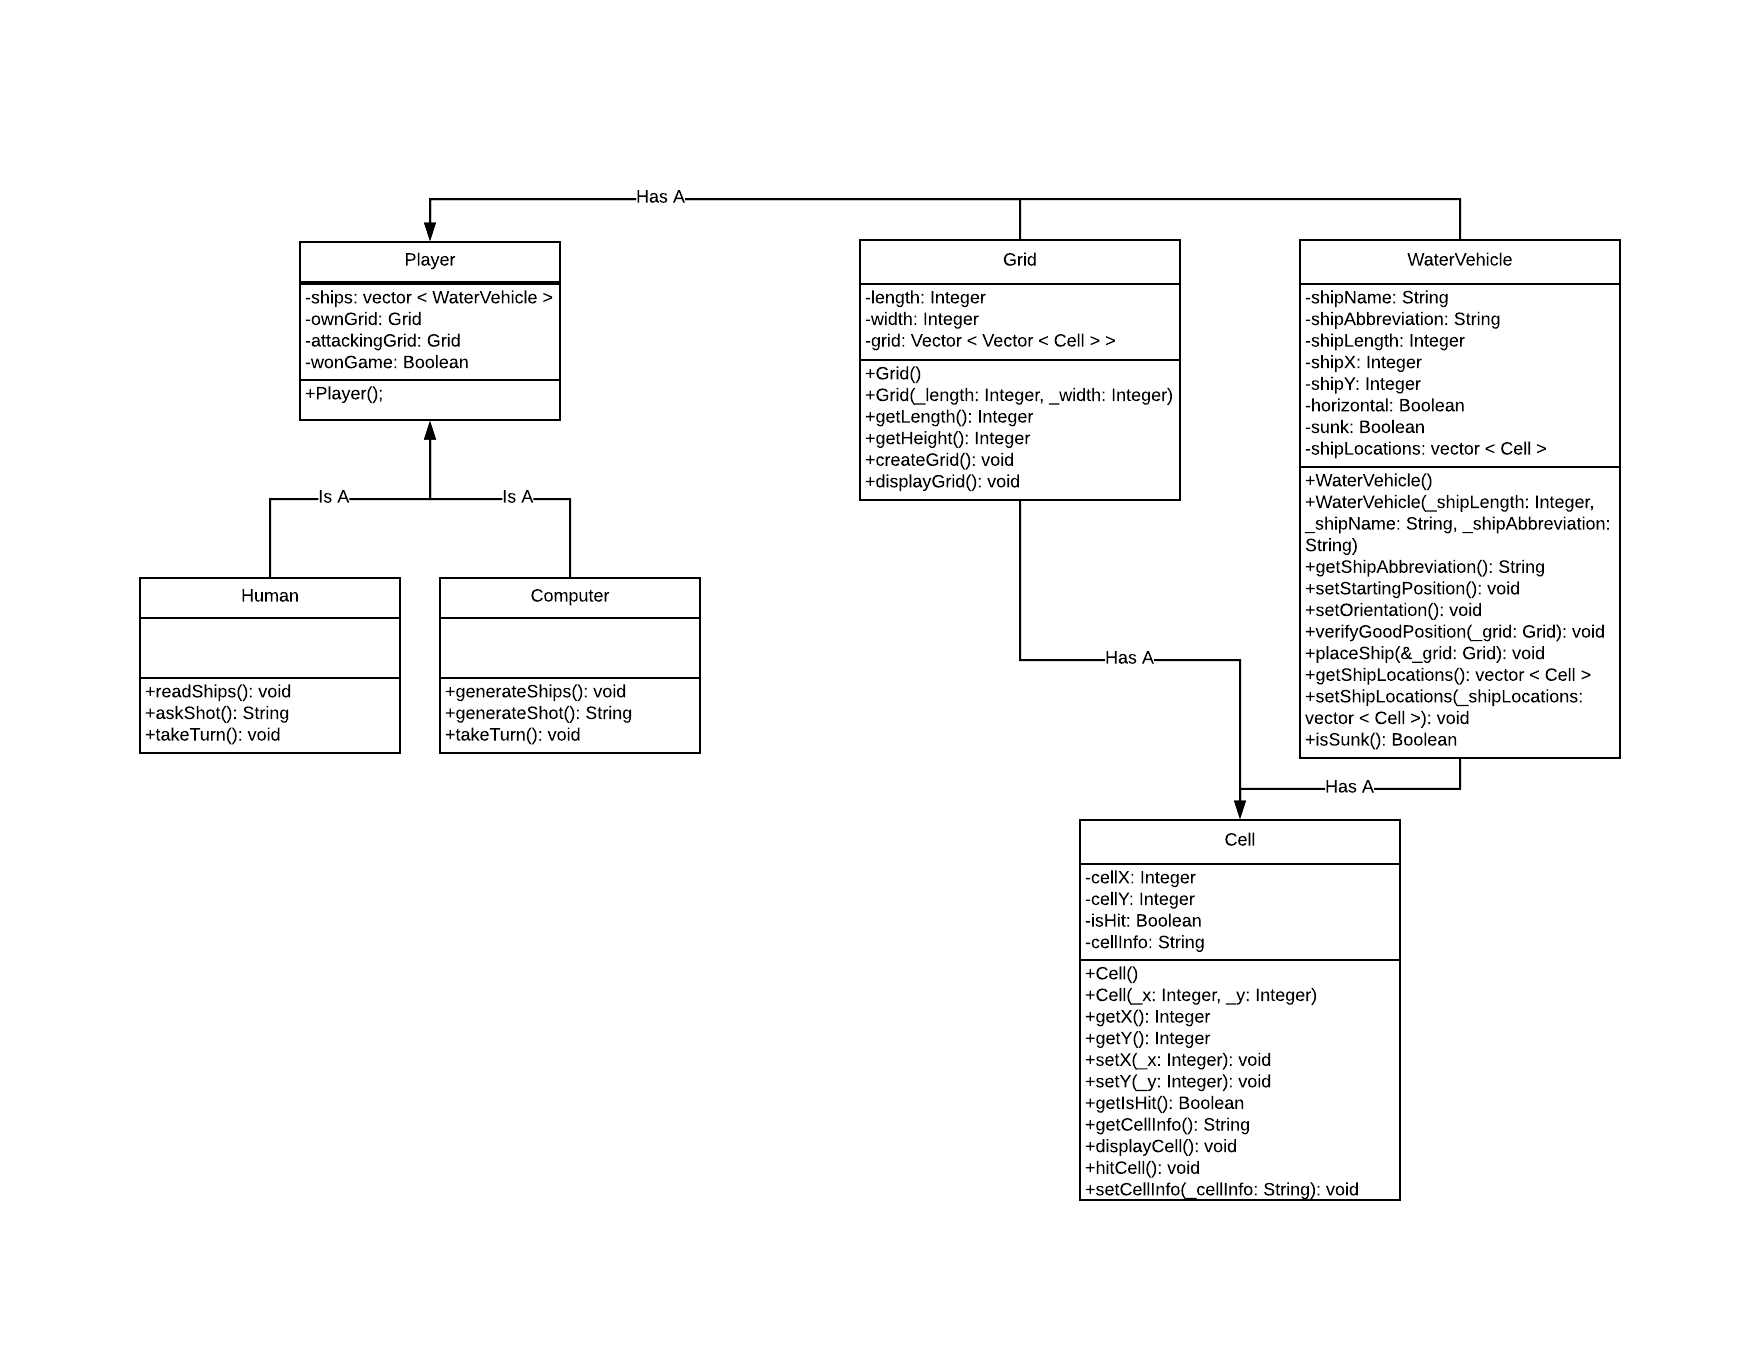 Has A
Player
-ships: vector < WaterVehicle >
-ownGrid: Grid
-attackingGrid: Grid
-wonGame: Boolean
+Player();
Grid
-length: Integer
-width: Integer
-grid: Vector < Vector < Cell > >
+Grid()
+Grid(_length: Integer, _width: Integer)
+getLength(): Integer
+getHeight(): Integer
+createGrid(): void
+displayGrid(): void
WaterVehicle
-shipName: String
-shipAbbreviation: String
-shipLength: Integer
-shipX: Integer
-shipY: Integer
-horizontal: Boolean
-sunk: Boolean
-shipLocations: vector < Cell >
+WaterVehicle()
+WaterVehicle(_shipLength: Integer,
_shipName: String, _shipAbbreviation:
String)
+getShipAbbreviation(): String
+setStartingPosition(): void
+setOrientation(): void
+verifyGoodPosition(_grid: Grid): void
+placeShip(&_grid: Grid): void
+getShipLocations(): vector < Cell >
+setShipLocations(_shipLocations:
vector < Cell >): void
+isSunk(): Boolean
Is A
Is A
Human
+readShips(): void
+askShot(): String
+takeTurn(): void
Computer
+generateShips(): void
+generateShot(): String
+takeTurn(): void
Has A
Has A
Cell
-cellX: Integer
-cellY: Integer
-isHit: Boolean
-cellInfo: String
+Cell()
+Cell(_x: Integer, _y: Integer)
+getX(): Integer
+getY(): Integer
+setX(_x: Integer): void
+setY(_y: Integer): void
+getIsHit(): Boolean
+getCellInfo(): String
+displayCell(): void
+hitCell(): void
+setCellInfo(_cellInfo: String): void